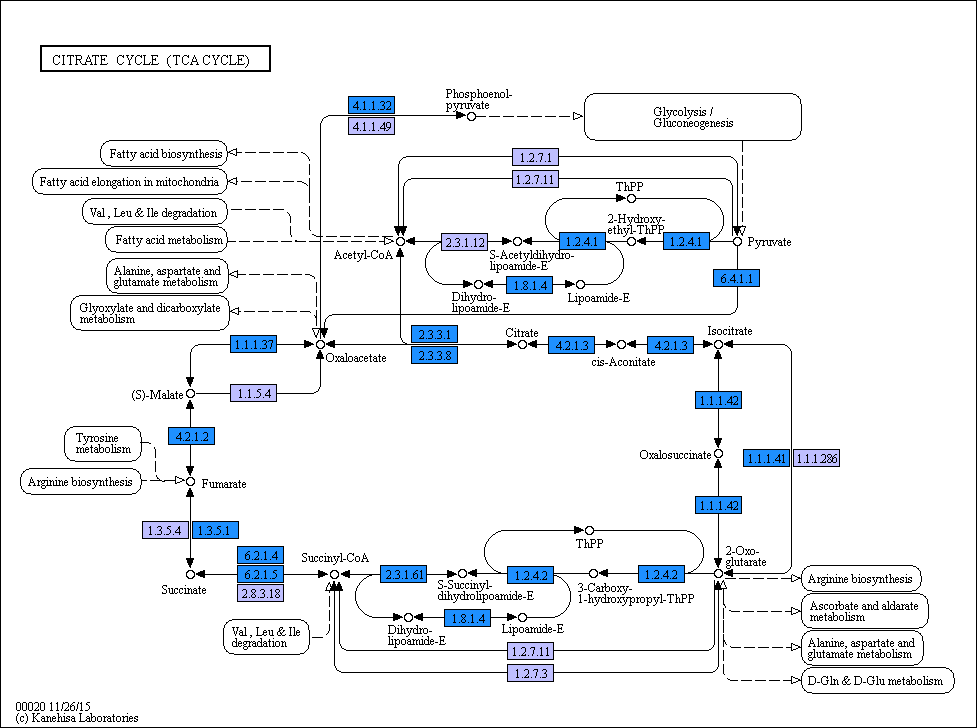 CITRATE CYCLE (TCA CYCLE)
Phosphoenol-
pyruvate
4.1.1.32
4.1.1.49
Glycolysis /
Gluconeogenesis
Fatty acid biosynthesis
Fatty acid elongation in mitochondria
Val , Leu & Ile degradation
Fatty acid metabolism
Alanine, aspartate and
glutamate metabolism
Glyoxylate and dicarboxylate
metabolism
1.2.7.1
1.2.7.11
ThPP
2-Hydroxy-
ethyl-ThPP
Acetyl-CoA
2.3.1.12
S-Acetyldihydro-
lipoamide-E
1.2.4.1
1.2.4.1
Pyruvate
Dihydro-
lipoamide-E
1.8.1.4
Lipoamide-E
6.4.1.1
1.1.1.37
Oxaloacetate
2.3.3.1
2.3.3.8
Citrate
4.2.1.3
cis-Aconitate
4.2.1.3
Isocitrate
(S)-Malate
1.1.5.4
1.1.1.42
4.2.1.2
Tyrosine
metabolism
Arginine biosynthesis
Fumarate
Oxalosuccinate
1.1.1.41
1.1.1.286
1.1.1.42
1.3.5.4
1.3.5.1
ThPP
Succinate
6.2.1.4
6.2.1.5
2.8.3.18
Succinyl-CoA
2.3.1.61
S-Succinyl-
dihydrolipoamide-E
1.2.4.2
3-Carboxy-
1-hydroxypropyl-ThPP
1.2.4.2
2-Oxo-
glutarate
Dihydro-
lipoamide-E
1.8.1.4
Lipoamide-E
Val , Leu & Ile
degradation
1.2.7.11
1.2.7.3
Arginine biosynthesis
Ascorbate and aldarate
metabolism
Alanine, aspartate and
glutamate metabolism
D-Gln & D-Glu metabolism
00020 11/26/15
(c) Kanehisa Laboratories